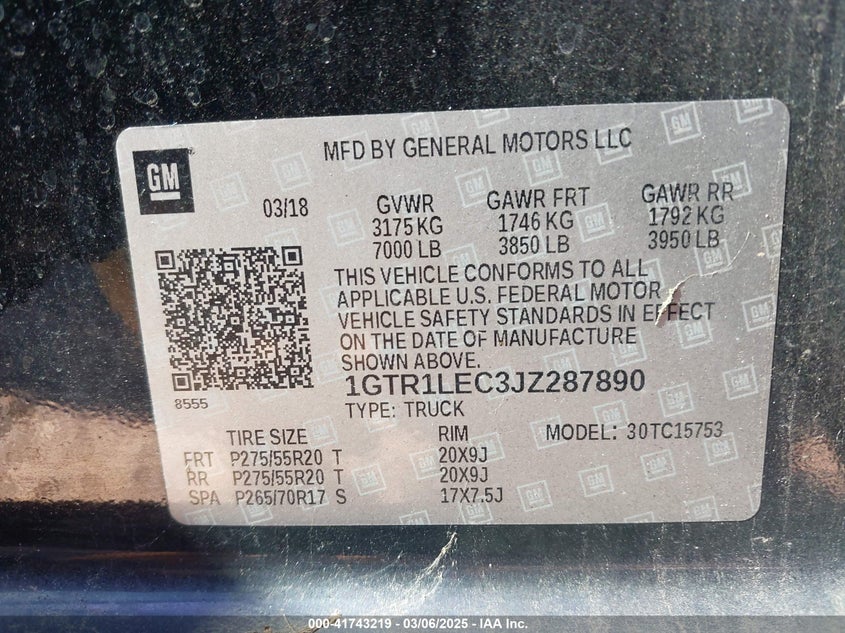 MFD BY GENERAL MOTORS LLC
GM
03/18 GVWR GAWR FRT GAWR RR
3175 KG 1746 KG 1792 KG
7000 LB 3850 LB 3950 LB
THIS VEHICLE CONFORMS TO ALL
APPLICABLE U.S. FEDERAL MOTOR
VEHICLE SAFETY STANDARDS IN EFFECT
ON THE DATE OF MANUFACTURE
SHOWN ABOVE.
1GTR1LEC3JZ287890
8555
TYPE: TRUCK
TIRE SIZE RIM MODEL: 30TC15753
FRT P275/55R20 T 20X9J
RR P275/55R20 T 20X9J
SPA P265/70R17 S 17X7.5J
000-41743219 - 03/06/2025 - IAA Inc.